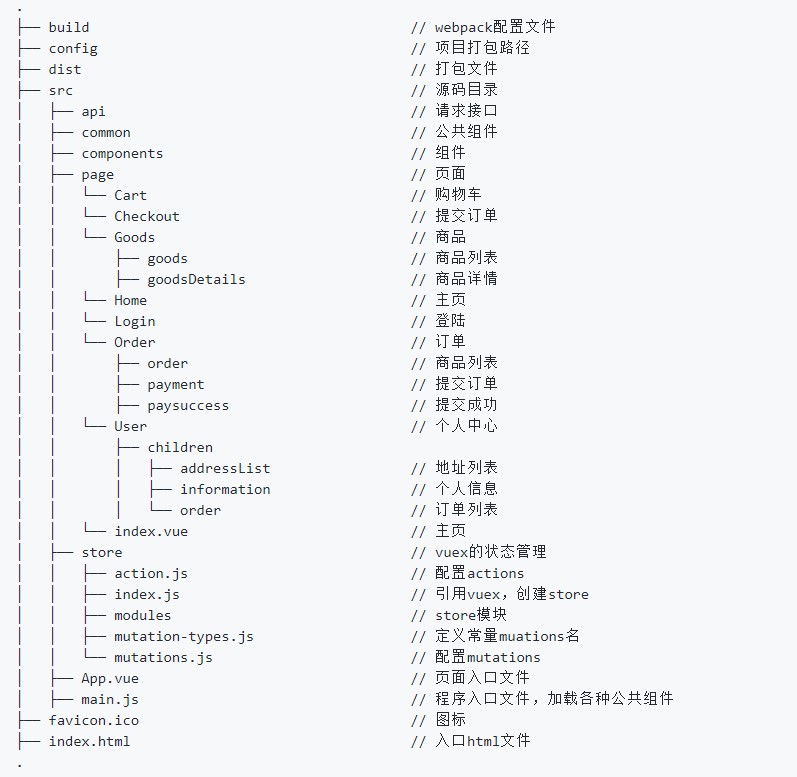 .
├── build                                        // webpack配置文件
├── config                                       // 项目打包路径
├── dist                                         // 打包文件
├── src                                          // 源码目录
│   ├── api                                      // 请求接口
│   ├── common                                   // 公共组件
│   ├── components                               // 组件
│   ├── page                                     // 页面
│   │   └── Cart                                 // 购物车
│   │   └── Checkout                             // 提交订单
│   │   └── Goods                                // 商品
│   │       ├── goods                            // 商品列表
│   │       ├── goodsDetails                     // 商品详情
│   │   └── Home                                 // 主页
│   │   └── Login                                // 登陆
│   │   └── Order                                // 订单
│   │       ├── order                            // 商品列表
│   │       ├── payment                          // 提交订单
│   │       ├── paysuccess                       // 提交成功
│   │   └── User                                 // 个人中心
│   │       ├── children
│   │       │   ├── addressList                  // 地址列表
│   │       │   ├── information                  // 个人信息
│   │       │   └── order                        // 订单列表
│   │   └── index.vue                            // 主页
│   ├── store                                    // vuex的状态管理
│   │   ├── action.js                            // 配置actions
│   │   ├── index.js                             // 引用vuex，创建store
│   │   ├── modules                              // store模块
│   │   ├── mutation-types.js                    // 定义常量muations名
│   │   └── mutations.js                         // 配置mutations
│   ├── App.vue                                  // 页面入口文件
│   ├── main.js                                  // 程序入口文件，加载各种公共组件
├── favicon.ico                                  // 图标
├── index.html                                   // 入口html文件
.